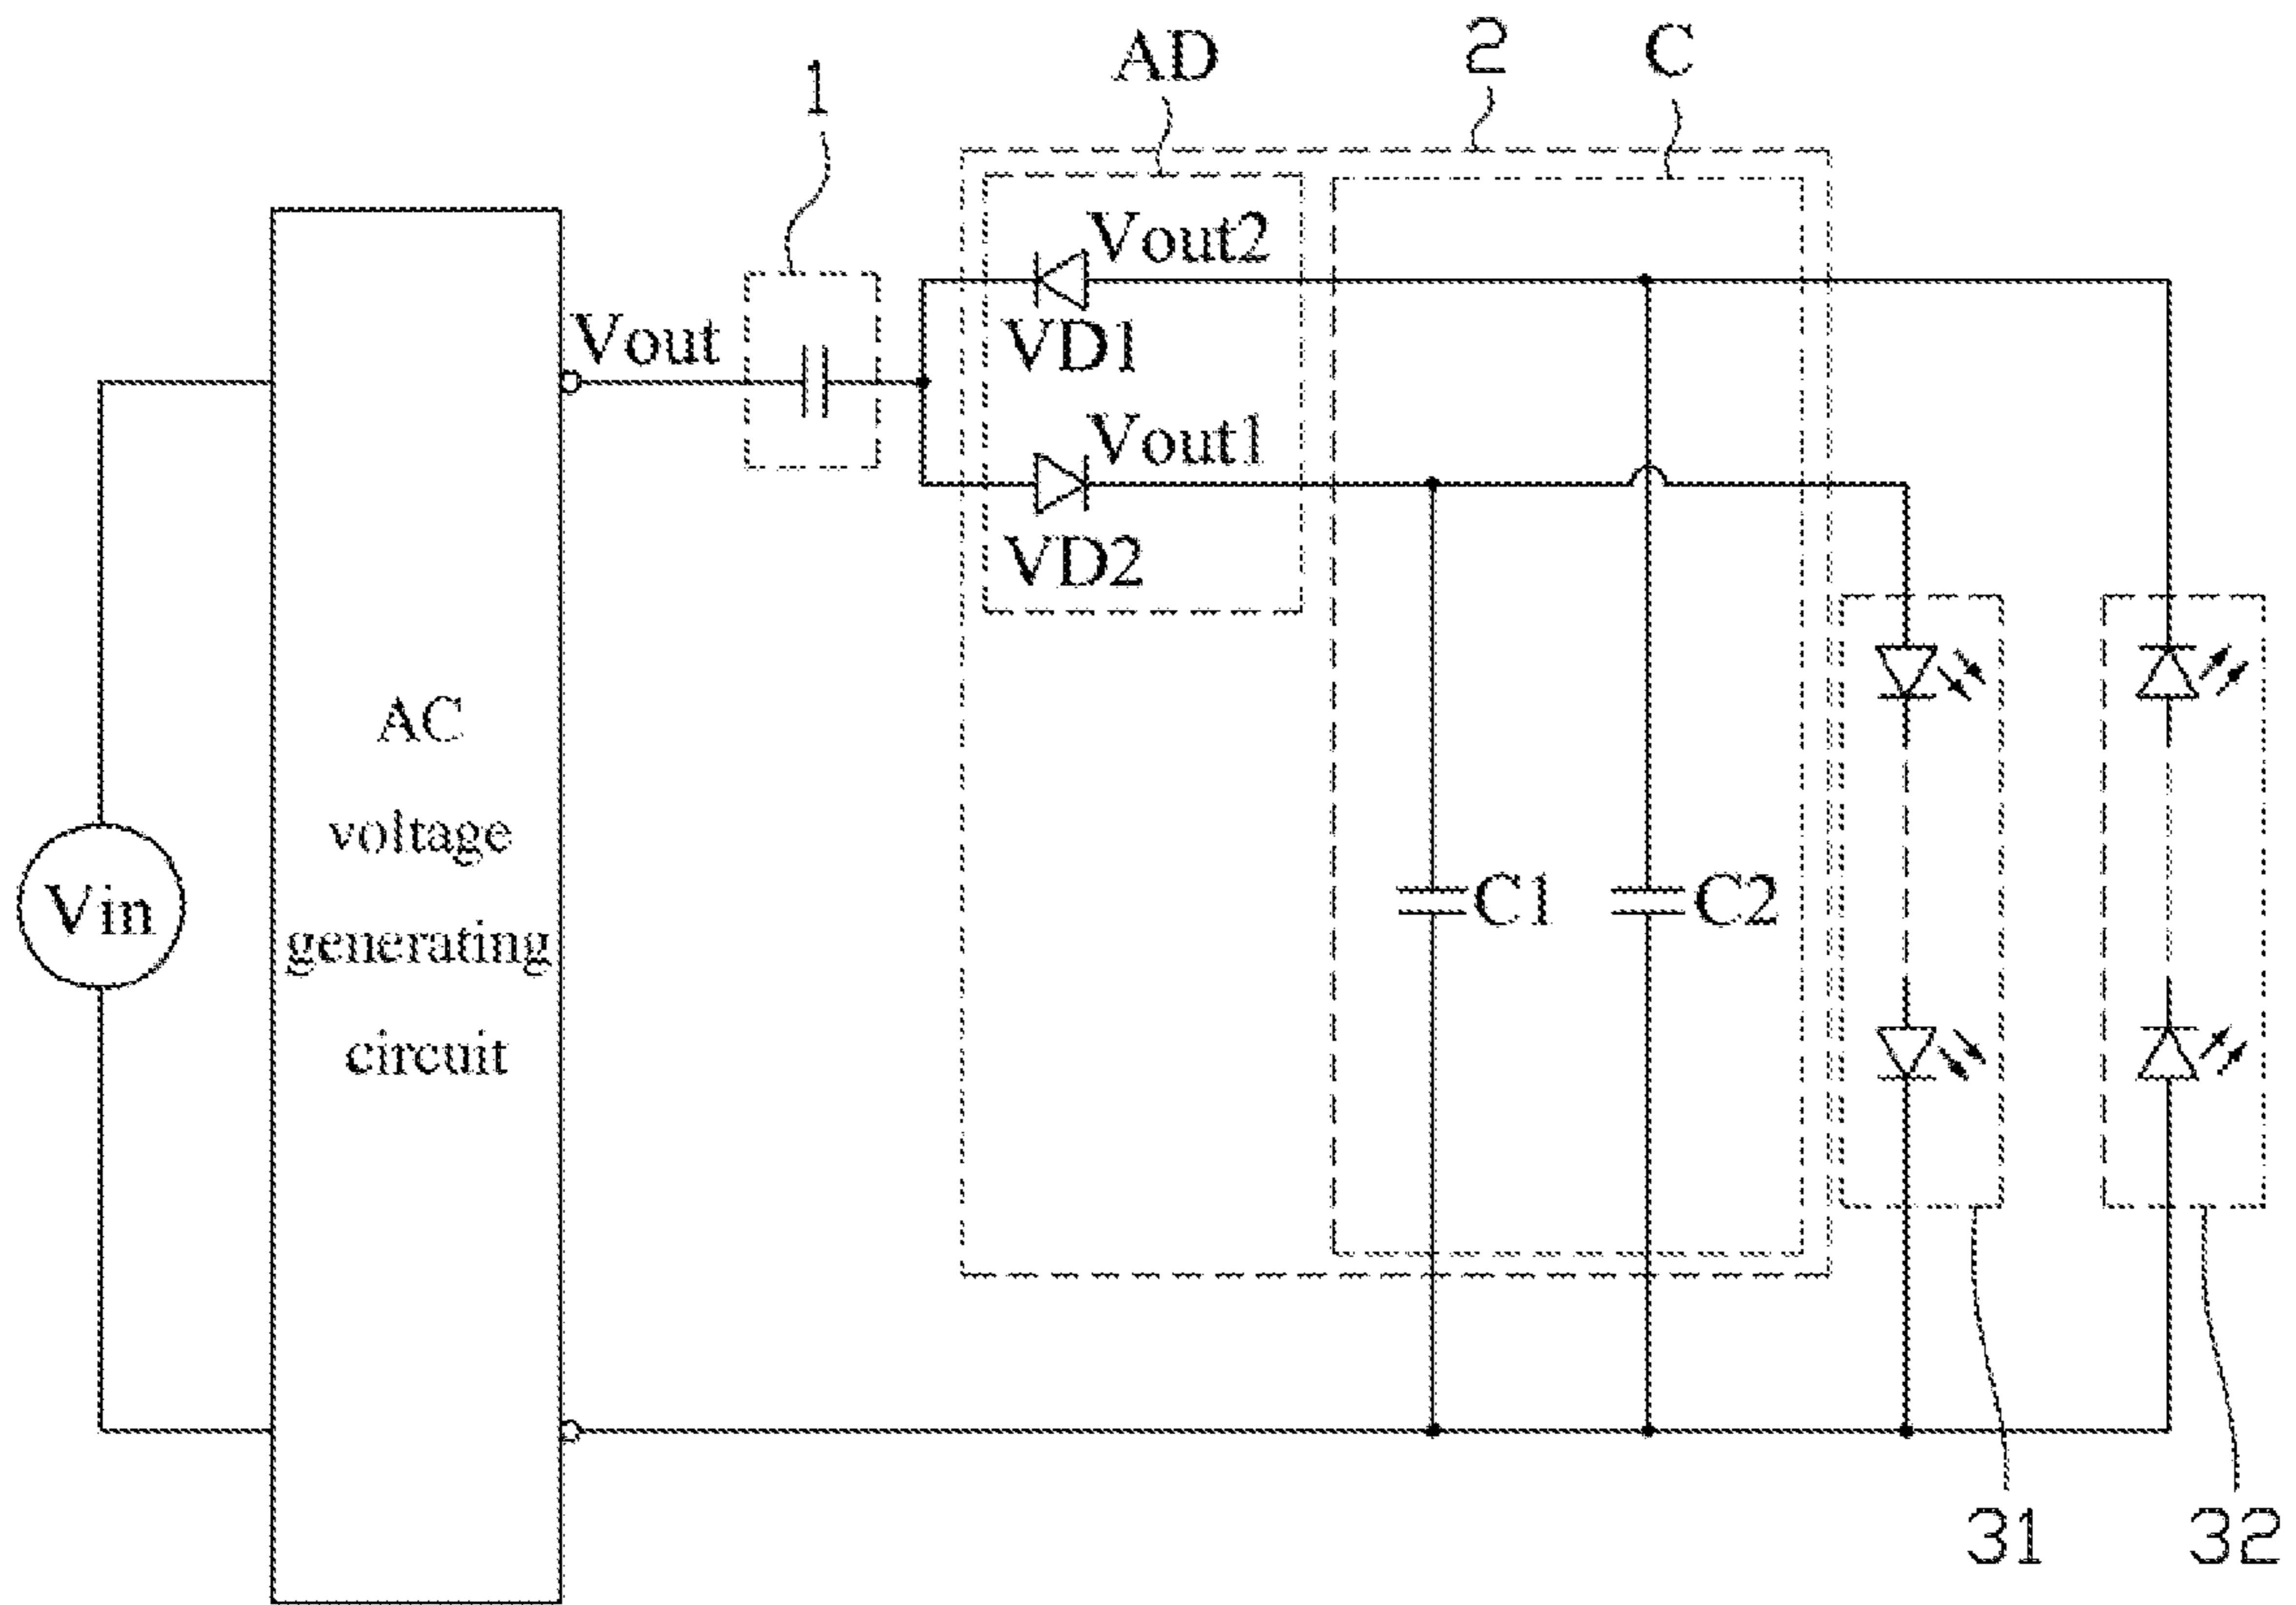 1
AD
2
C
Vout2
VD1
Vout
Vout1
VD2
AC
voltage
generating
circuit
Vin
C1
C2
31
32